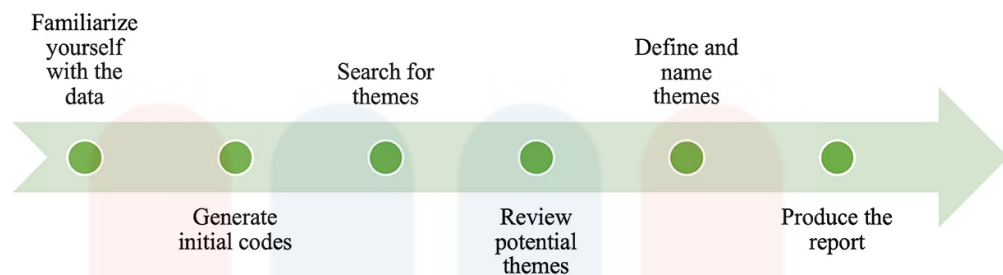 Familiarize
yourself
with the
data
Generate
initial codes
Search for
themes
Review
potential
themes
Define and
name
themes
Produce the
report